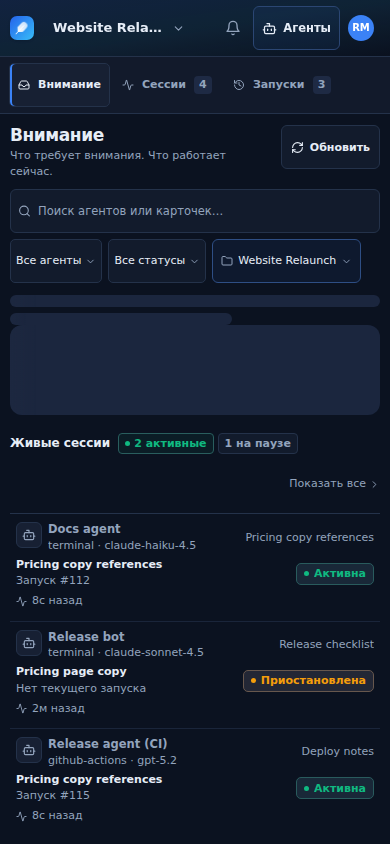 Website Rela...
Агенты
RM
Внимание
Сессии 4
Запуски 3
Внимание
Что требует внимания. Что работает
сейчас.
Обновить
Поиск агентов или карточек...
Все агенты
Все статусы
Website Relaunch
Живые сессии
2 активные
1 на паузе
Показать все
Docs agent
terminal · claude-haiku-4.5
Pricing copy references
Pricing copy references
Запуск #112
Активна
8с назад
Release bot
terminal · claude-sonnet-4.5
Release checklist
Pricing page copy
Нет текущего запуска
Приостановлена
2м назад
Release agent (CI)
github-actions · gpt-5.2
Deploy notes
Pricing copy references
Запуск #115
Активна
8с назад